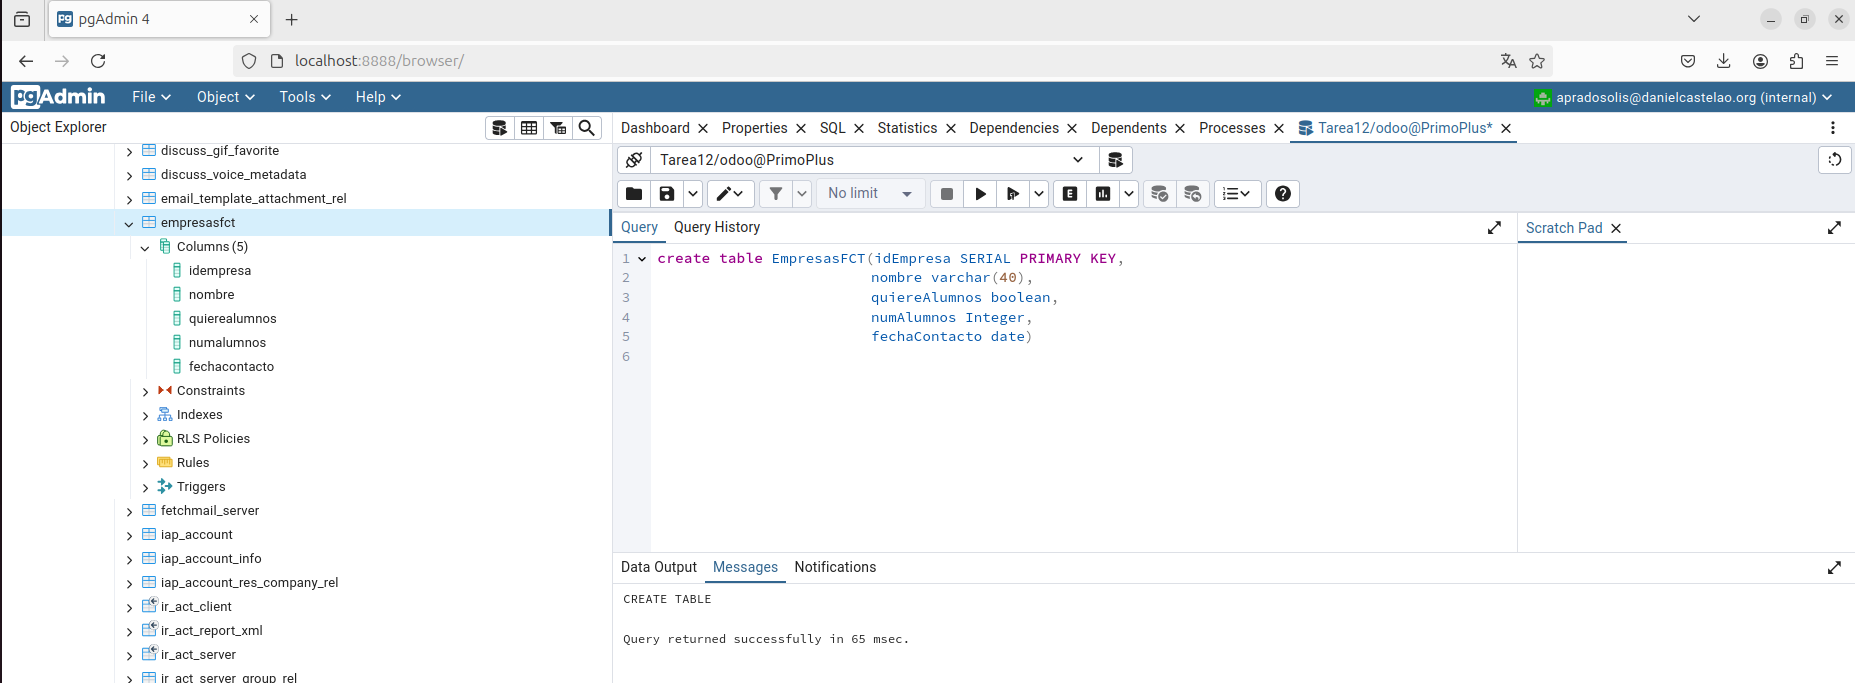 pgAdmin 4
localhost:8888/browser/
pgAdmin File Object Tools Help apradosolis@danielcastelao.org (internal)
Object Explorer
Dashboard Properties SQL Statistics Dependencies Dependents Processes Tarea12/odoo@PrimoPlus*
Tarea12/odoo@PrimoPlus
No limit
E
Query Query History
Scratch Pad
discuss_gif_favorite
discuss_voice_metadata
email_template_attachment_rel
empresasfct
Columns (5)
idempresa
nombre
quierealumnos
numalumnos
fechacontacto
Constraints
Indexes
RLS Policies
Rules
Triggers
fetchmail_server
iap_account
iap_account_info
iap_account_res_company_rel
ir_act_client
ir_act_report_xml
ir_act_server
ir_act_server_group_rel
1 create table EmpresasFCT(idEmpresa SERIAL PRIMARY KEY,
2 nombre varchar(40),
3 quiereAlumnos boolean,
4 numAlumnos Integer,
5 fechaContacto date)
6
Data Output Messages Notifications
CREATE TABLE
Query returned successfully in 65 msec.